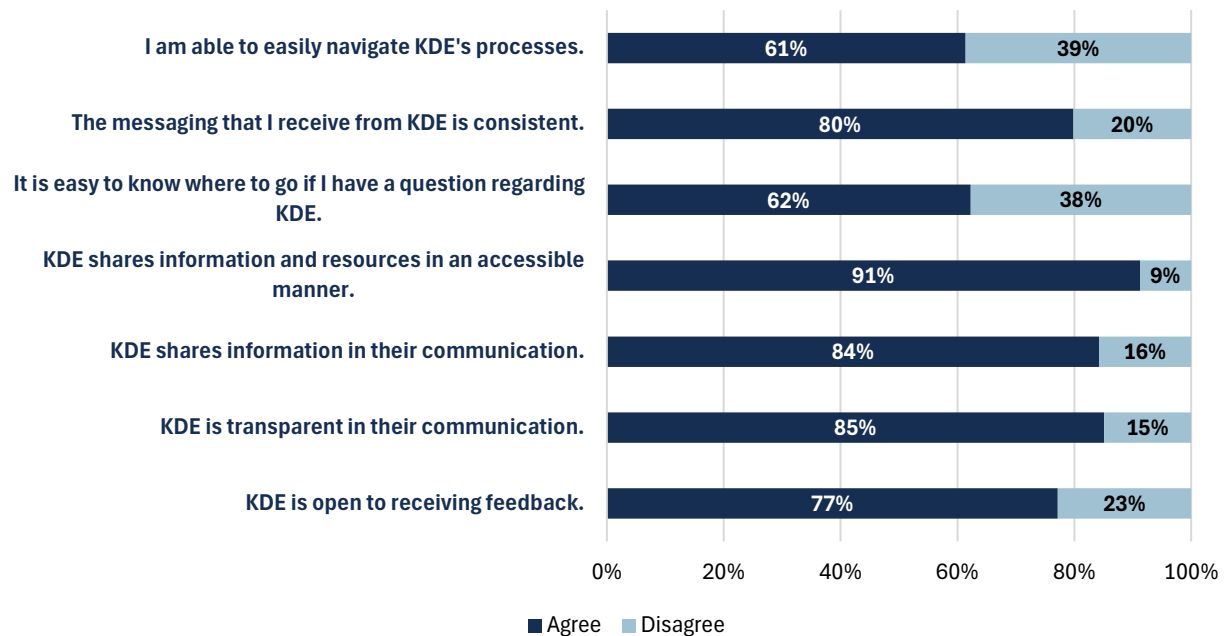 I am able to easily navigate KDE's processes.
61%
39%
The messaging that I receive from KDE is consistent.
80%
20%
It is easy to know where to go if I have a question regarding
KDE.
62%
38%
KDE shares information and resources in an accessible
manner.
91%
9%
KDE shares information in their communication.
84%
16%
KDE is transparent in their communication.
85%
15%
KDE is open to receiving feedback.
77%
23%
0% 20% 40% 60% 80% 100%
Agree Disagree